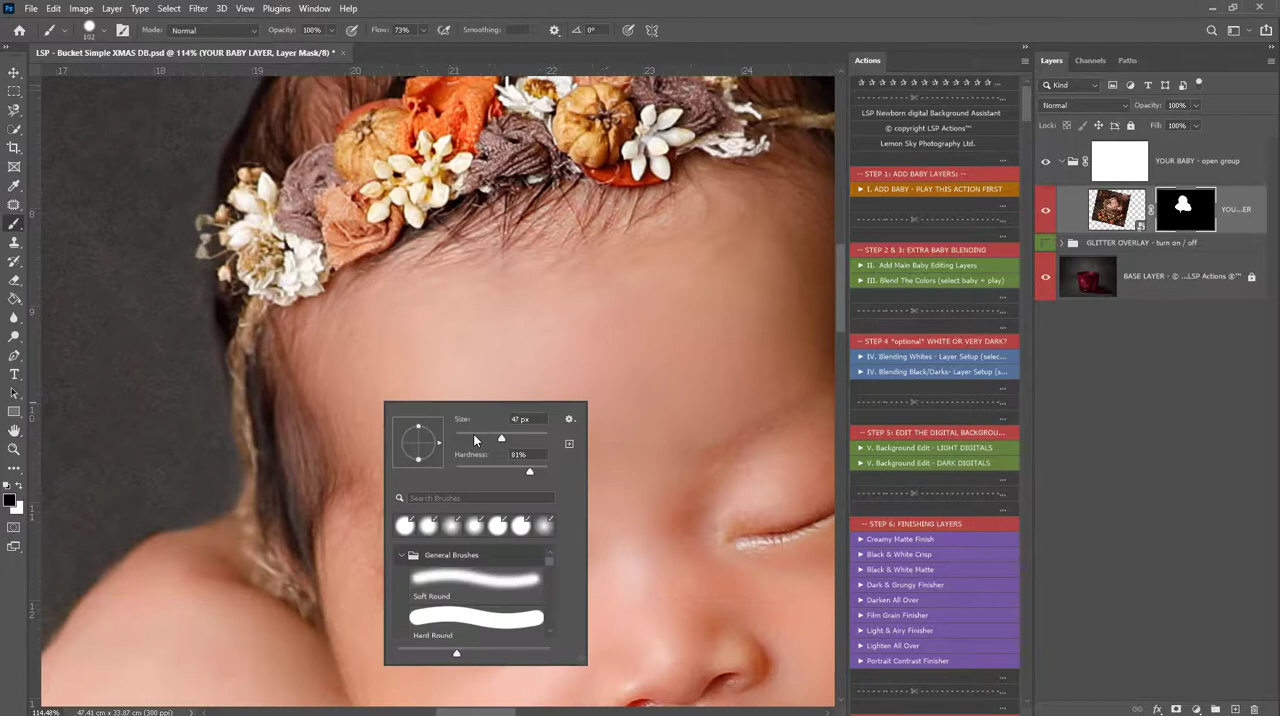 File Edit Image Layer Type Select Filter 3D View Plugins Window Help
102 Mode: Normal Opacity: 100% Flow: 73% Smoothing: 0°
LSP - Bucket Simple XMAS DB.psd @ 114% (YOUR BABY LAYER, Layer Mask/8) * ×
17 18 19 20 21 22 23 24
8
9
Size: 47 px
Hardness: 81%
Search Brushes
General Brushes
Soft Round
Hard Round
114.48% 47.41 cm x 33.87 cm (300 ppi)
Actions
LSP Newborn digital Background Assistant
© copyright LSP Actions™
Lemon Sky Photography Ltd.
-- STEP 1: ADD BABY LAYERS: --
I. ADD BABY - PLAY THIS ACTION FIRST
STEP 2 & 3: EXTRA BABY BLENDING
II. Add Main Baby Editing Layers
III. Blend The Colors (select baby + play)
STEP 4 *optional* WHITE OR VERY DARK?
IV. Blending Whites - Layer Setup (selec...
IV. Blending Black/Darks- Layer Setup (s...
-- STEP 5: EDIT THE DIGITAL BACKGROU...
V. Background Edit - LIGHT DIGITALS
V. Background Edit - DARK DIGITALS
-- STEP 6: FINISHING LAYERS
Creamy Matte Finish
Black & White Crisp
Black & White Matte
Dark & Grungy Finisher
Darken All Over
Film Grain Finisher
Light & Airy Finisher
Lighten All Over
Portrait Contrast Finisher
Layers Channels Paths
Kind
Normal Opacity: 100%
Lock: Fill: 100%
YOUR BABY - open group
YOU...ER
GLITTER OVERLAY - turn on / off
BASE LAYER - © ...LSP Actions ®™